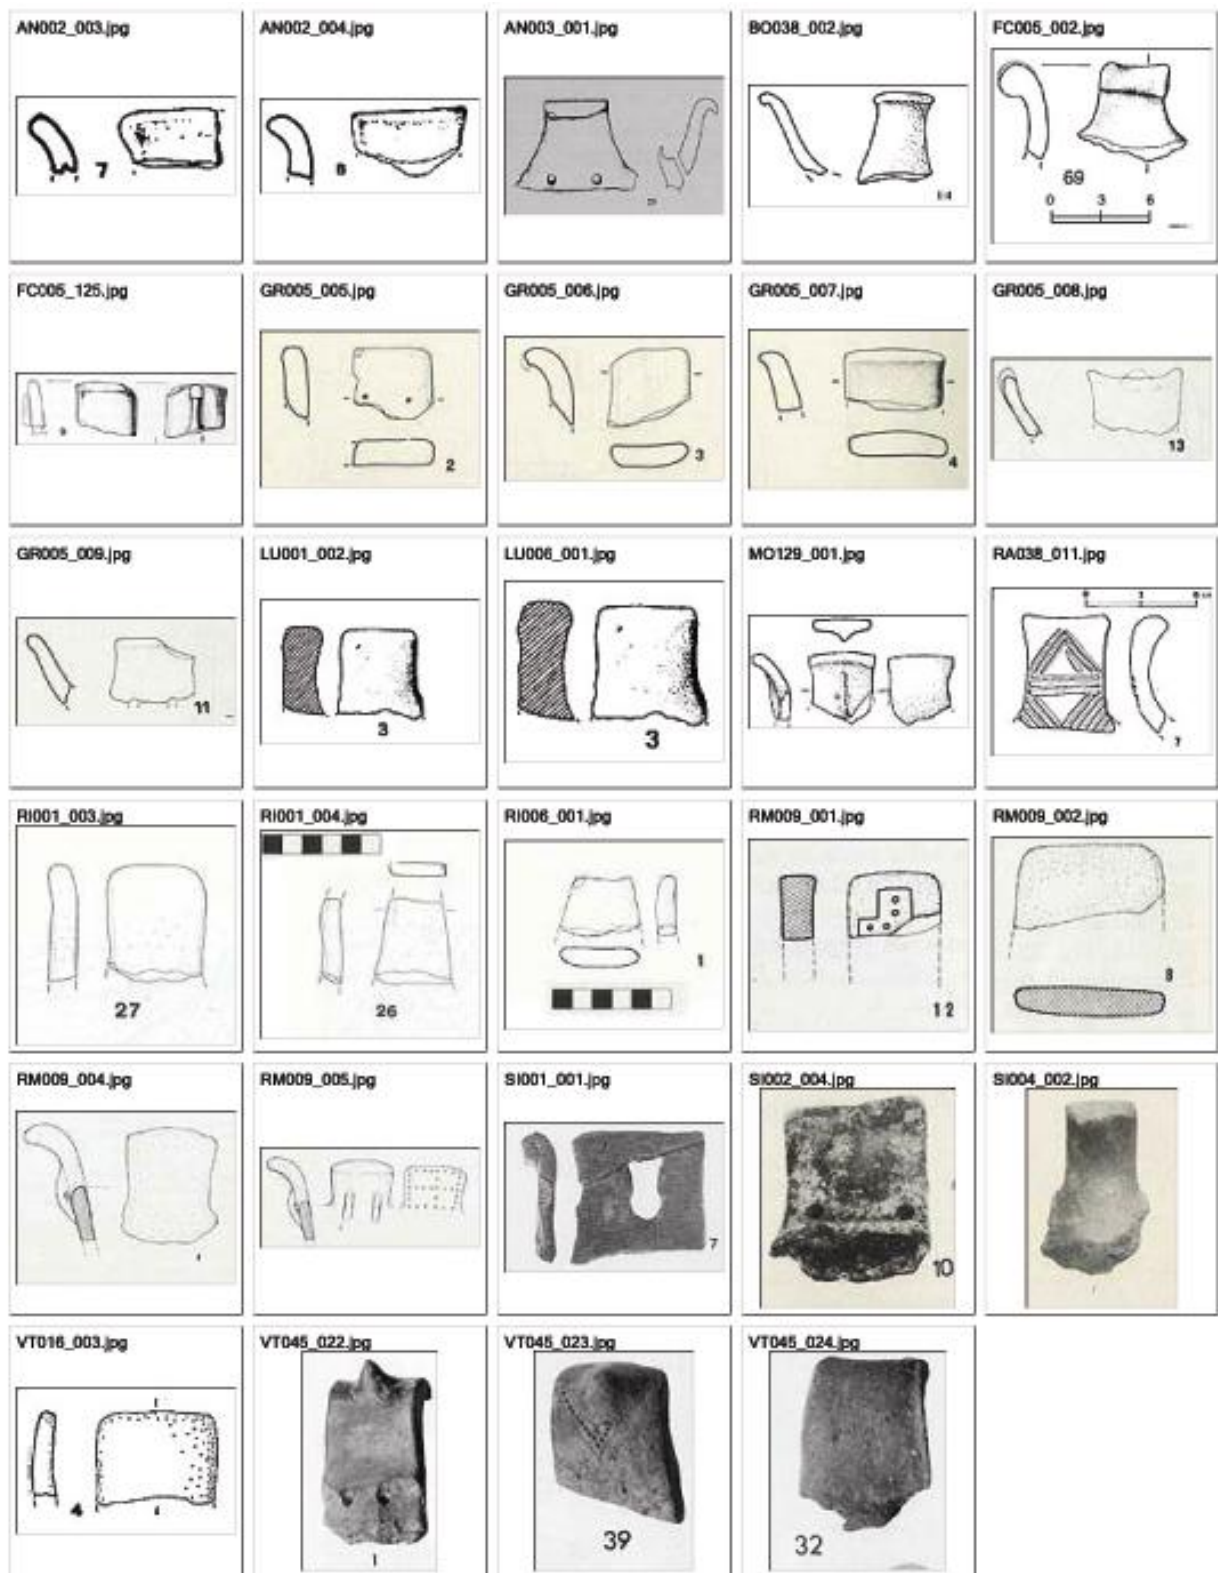 AN002_003.jpg AN002_004.jpg AN003_001.jpg BO038_002.jpg FC005_002.jpg
7 69
0 3 6
FC005_125.jpg GR005_005.jpg GR005_006.jpg GR005_007.jpg GR005_008.jpg
2 3 4 13
GR005_009.jpg LU001_002.jpg LU006_001.jpg MO129_001.jpg RA038_011.jpg
11 3 3 7
RI001_003.jpg RI001_004.jpg RI006_001.jpg RM009_001.jpg RM009_002.jpg
27 26 1 12 8
RM009_004.jpg RM009_005.jpg SI001_001.jpg SI002_004.jpg SI004_002.jpg
7 10
VT016_003.jpg VT045_022.jpg VT045_023.jpg VT045_024.jpg
4 1 39 32